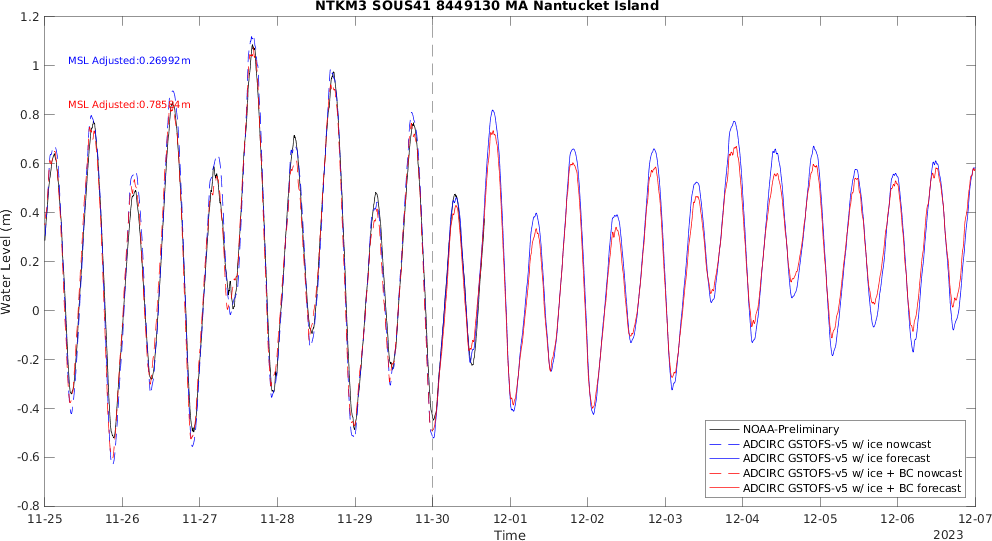 NTKM3 SOUS41 8449130 MA Nantucket Island
1.2
1
0.8
0.6
0.4
0.2
0
-0.2
-0.4
-0.6
-0.8
Water Level (m)
MSL Adjusted:0.26992m
MSL
NOAA-Preliminary
ADCIRC GSTOFS-v5 w/ ice nowcast
ADCIRC GSTOFS-v5 w/ ice forecast
ADCIRC GSTOFS-v5 w/ ice + BC nowcast
ADCIRC GSTOFS-v5 w/ ice + BC forecast
11-25 11-26 11-27 11-28 11-29 11-30 12-01 12-02 12-03 12-04 12-05 12-06 12-07
Time
2023